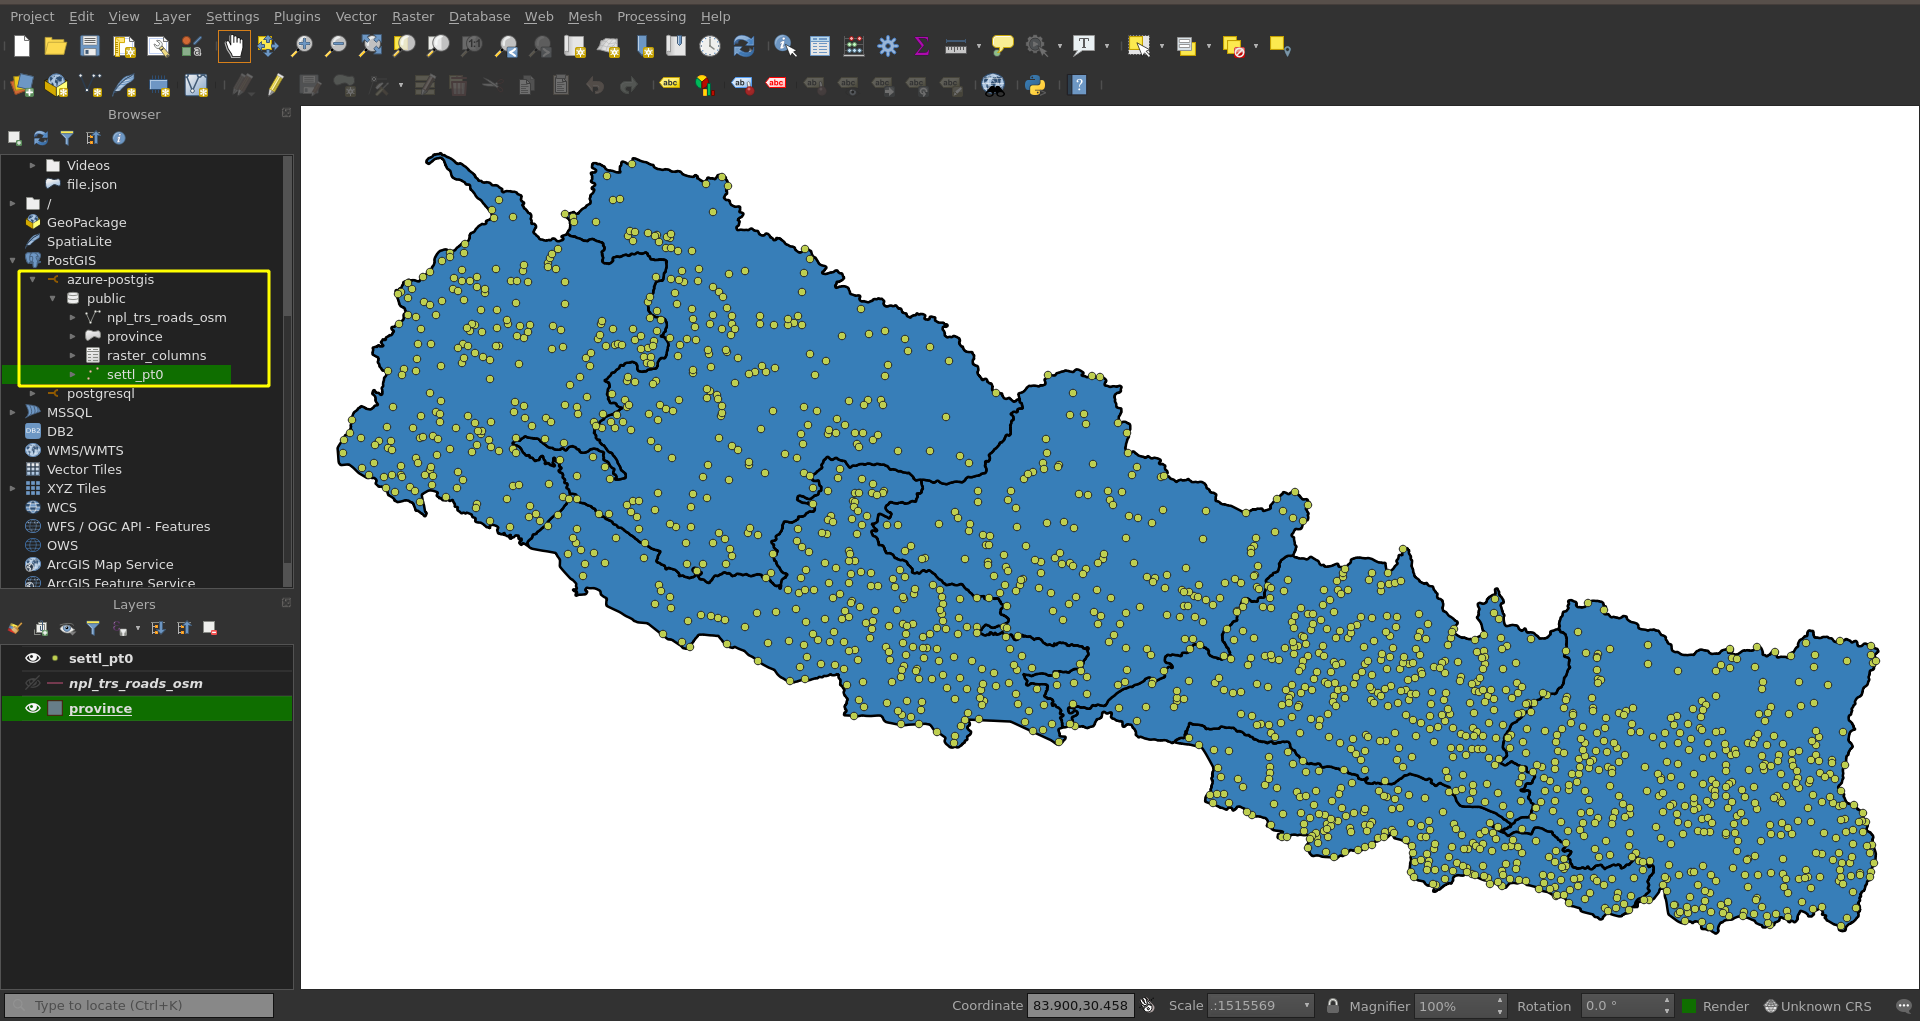 Project Edit View Layer Settings Plugins Vector Raster Database Web Mesh Processing Help
Browser
Videos
file.json
/
GeoPackage
SpatiaLite
PostGIS
azure-postgis
public
npl_trs_roads_osm
province
raster_columns
settl_pt0
postgresql
MSSQL
DB2
WMS/WMTS
Vector Tiles
XYZ Tiles
WCS
WFS / OGC API - Features
OWS
ArcGIS Map Service
ArcGIS Feature Service
Layers
settl_pt0
npl_trs_roads_osm
province
Type to locate (Ctrl+K)
Coordinate 83.900,30.458 Scale .:1515569 Magnifier 100% Rotation 0.0 ° Render Unknown CRS